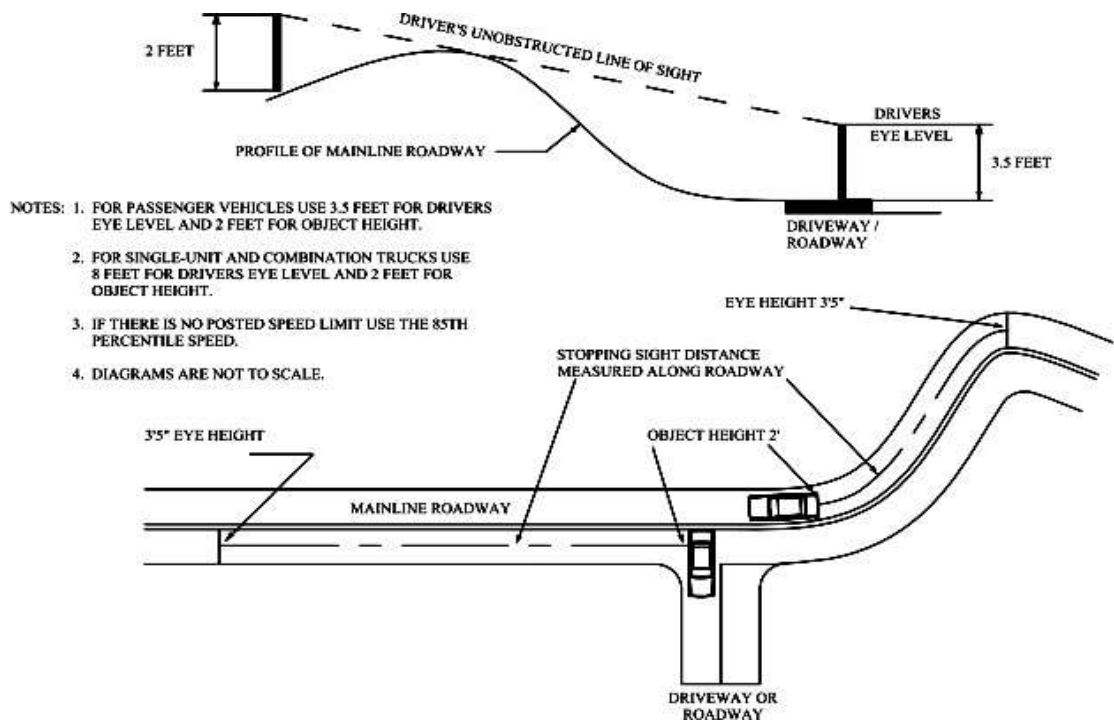 DRIVER'S UNOBSTRUCTED LINE OF SIGHT
2 FEET
DRIVERS
EYE LEVEL
3.5 FEET
PROFILE OF MAINLINE ROADWAY
DRIVEWAY /
ROADWAY
NOTES: 1. FOR PASSENGER VEHICLES USE 3.5 FEET FOR DRIVERS
EYE LEVEL AND 2 FEET FOR OBJECT HEIGHT.
2. FOR SINGLE-UNIT AND COMBINATION TRUCKS USE
8 FEET FOR DRIVERS EYE LEVEL AND 2 FEET FOR
OBJECT HEIGHT.
3. IF THERE IS NO POSTED SPEED LIMIT USE THE 85TH
PERCENTILE SPEED.
4. DIAGRAMS ARE NOT TO SCALE.
EYE HEIGHT 3'5"
STOPPING SIGHT DISTANCE
MEASURED ALONG ROADWAY
3'5" EYE HEIGHT
OBJECT HEIGHT 2'
MAINLINE ROADWAY
DRIVEWAY OR
ROADWAY